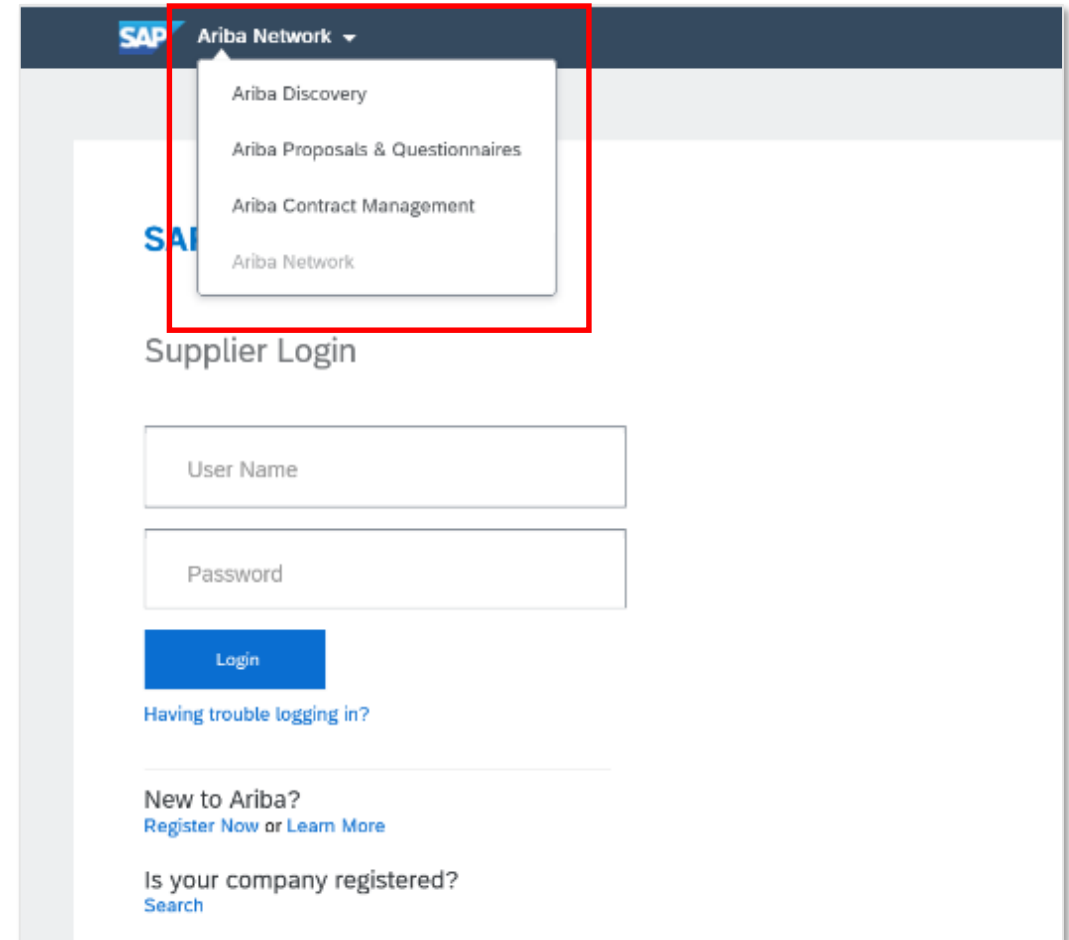 SAP Ariba Network
Ariba Discovery
Ariba Proposals & Questionnaires
Ariba Contract Management
Ariba Network
Supplier Login
User Name
Password
Login
Having trouble logging in?
New to Ariba?
Register Now or Learn More
Is your company registered?
Search